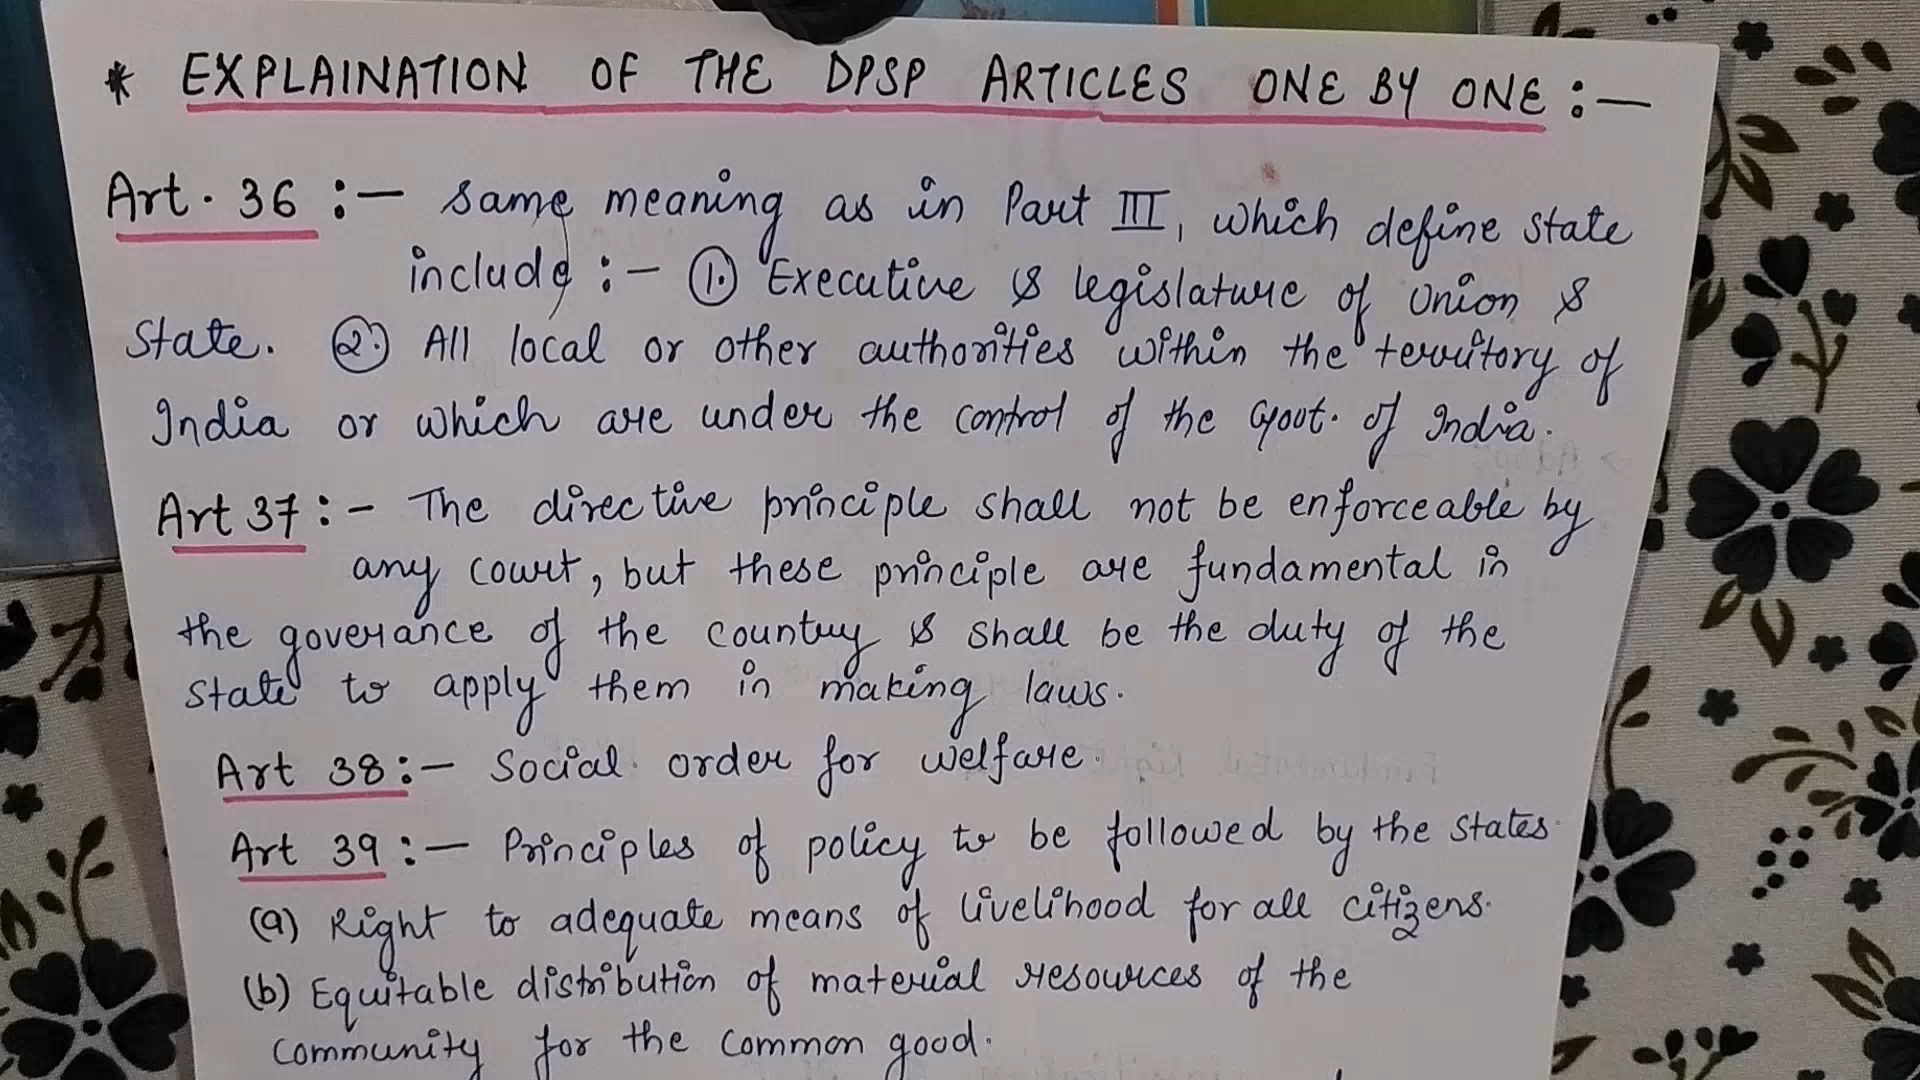 * EXPLAINATION OF THE DPSP ARTICLES ONE BY ONE :-
Art. 36 :- same meaning as in Part III, which define state
include :- ①. Executive & legislature of Union &
State. ②. All local or other authorities within the territory of
India or which are under the control of the Govt. of India.
Art 37 :- The directive principle shall not be enforceable by
any court, but these principle are fundamental in
the goverance of the country & shall be the duty of the
state to apply them in making laws.
Art 38 :- Social order for welfare.
Art 39 :- Principles of policy to be followed by the states.
(a) Right to adequate means of livelihood for all citizens.
(b) Equitable distribution of material resources of the
community for the common good.